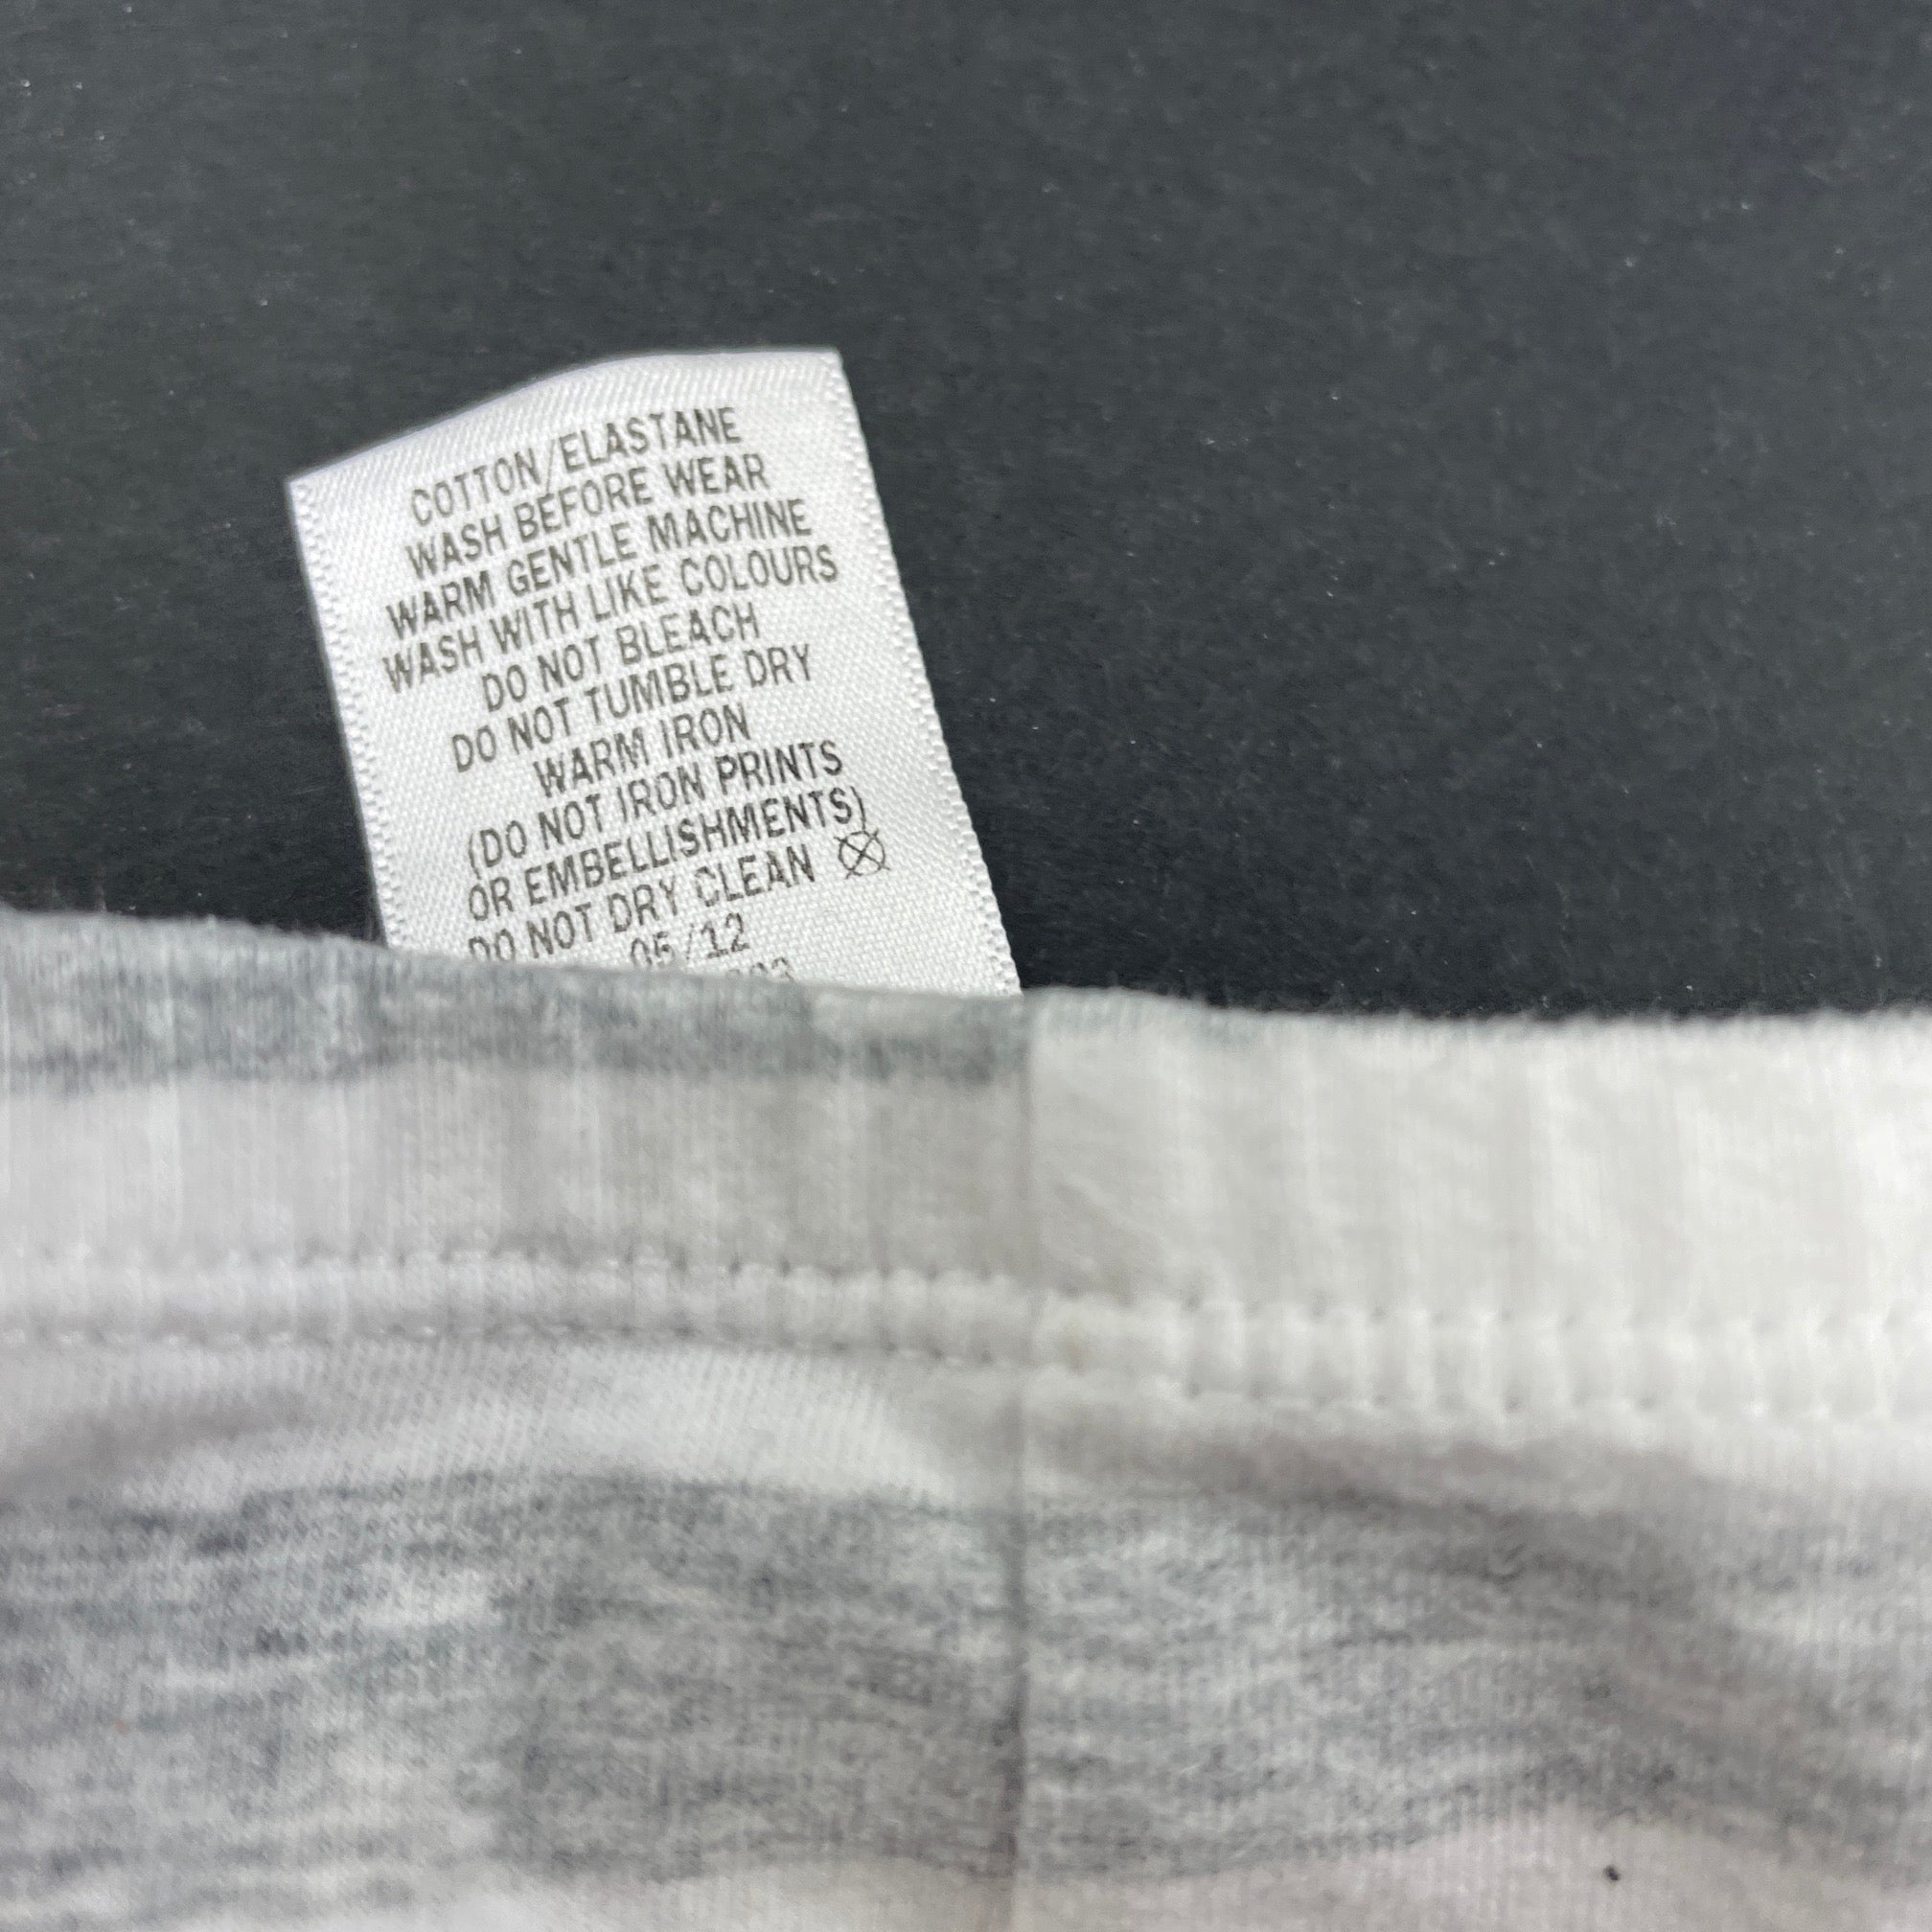 COTTON/ELASTANE
WASH BEFORE WEAR
WARM GENTLE MACHINE
WASH WITH LIKE COLOURS
DO NOT BLEACH
DO NOT TUMBLE DRY
WARM IRON
(DO NOT IRON PRINTS
OR EMBELLISHMENTS)
DO NOT DRY CLEAN
05/12